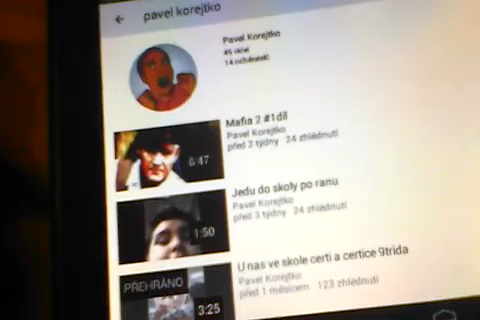 pavel korejtko
Pavel Korejtko
14 odběratelů
Mafia 2 #1díl
Pavel Korejtko
před 2 týdny 24 zhlédnutí
8:47
Jedu do skoly po ranu
Pavel Korejtko
před 3 týdny 24 zhlédnutí
1:50
U nas ve skole certi a certice 9trida
Pavel Korejtko
před 1 měsícem 123 zhlédnutí
PŘEHRÁNO
3:25